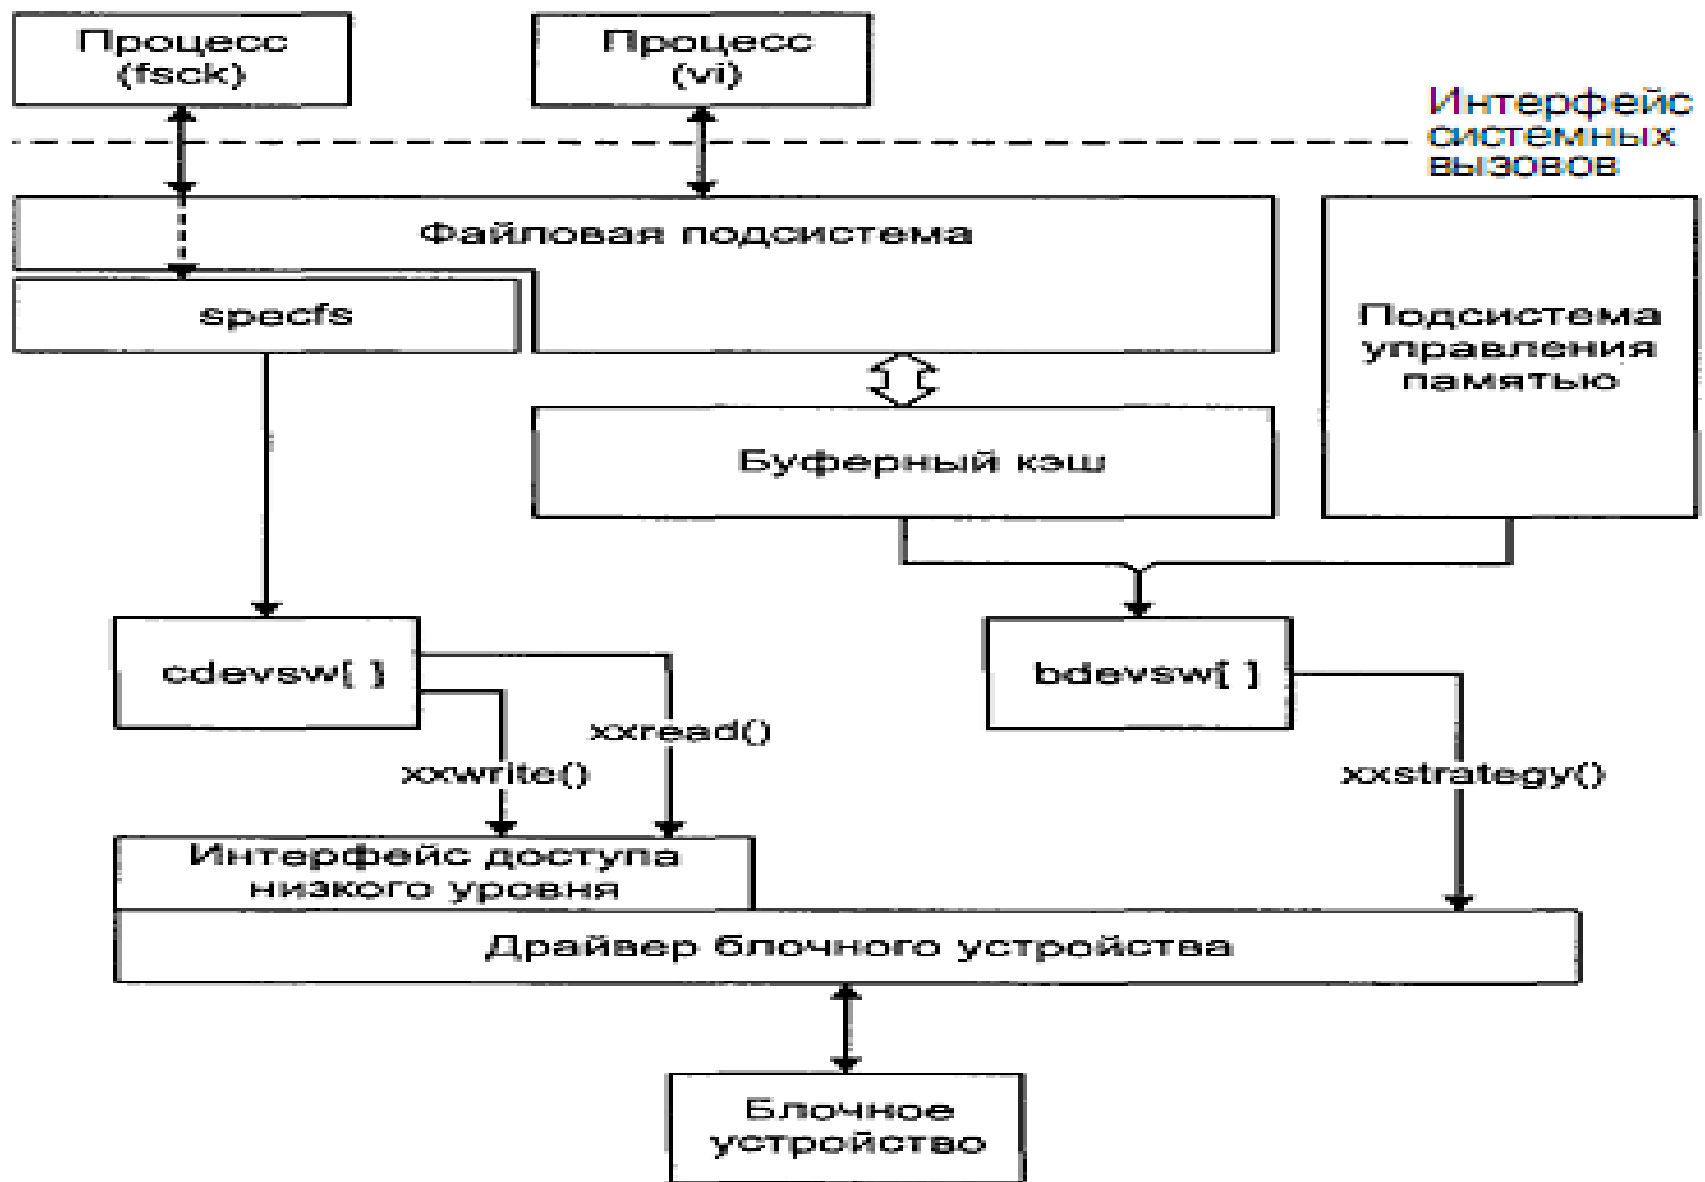 Процесс
(fsck)
Процесс
(vi)
Интерфейс
системных
вызовов
Файловая подсистема
specfs
Подсистема
управления
памятью
Буферный кэш
cdevsw[ ]
bdevsw[ ]
xxread()
xxwrite()
xxstrategy()
Интерфейс доступа
низкого уровня
Драйвер блочного устройства
Блочное
устройство